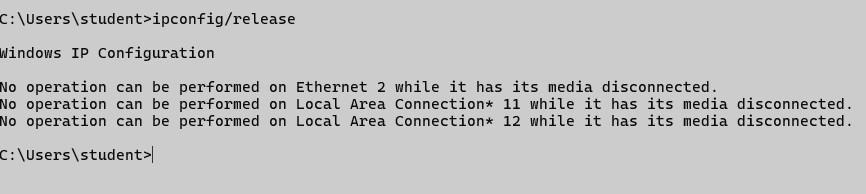 C:\Users\student>ipconfig/release
Windows IP Configuration
No operation can be performed on Ethernet 2 while it has its media disconnected.
No operation can be performed on Local Area Connection* 11 while it has its media disconnected.
No operation can be performed on Local Area Connection* 12 while it has its media disconnected.
C:\Users\student>